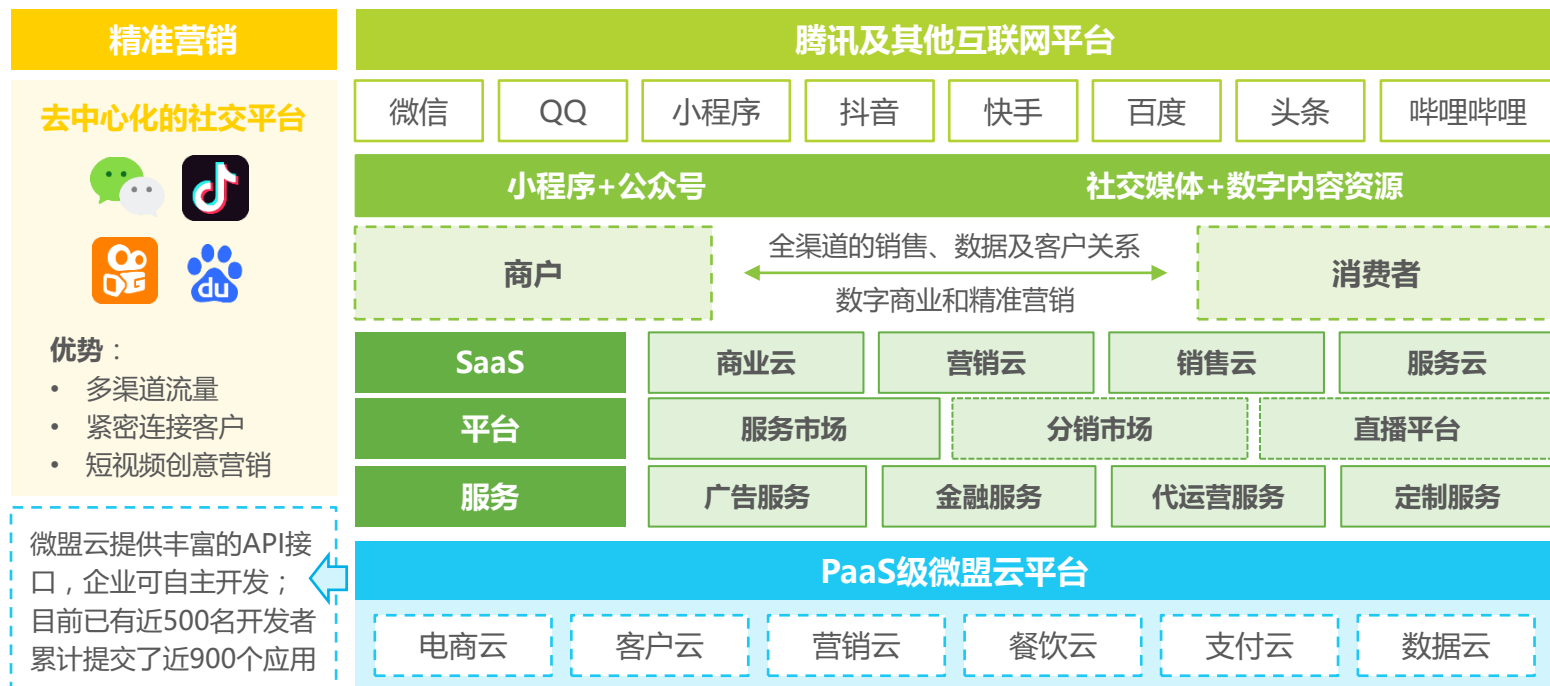 精准营销
去中心化的社交平台
du
优势：
• 多渠道流量
• 紧密连接客户
• 短视频创意营销
微盟云提供丰富的API接
口，企业可自主开发；
目前已有近500名开发者
累计提交了近900个应用
腾讯及其他互联网平台
微信 QQ 小程序 抖音 快手 百度 头条 哔哩哔哩
小程序+公众号 社交媒体+数字内容资源
商户
全渠道的销售、数据及客户关系
数字商业和精准营销
消费者
SaaS 商业云 营销云 销售云 服务云
平台 服务市场 分销市场 直播平台
服务 广告服务 金融服务 代运营服务 定制服务
PaaS级微盟云平台
电商云 客户云 营销云 餐饮云 支付云 数据云